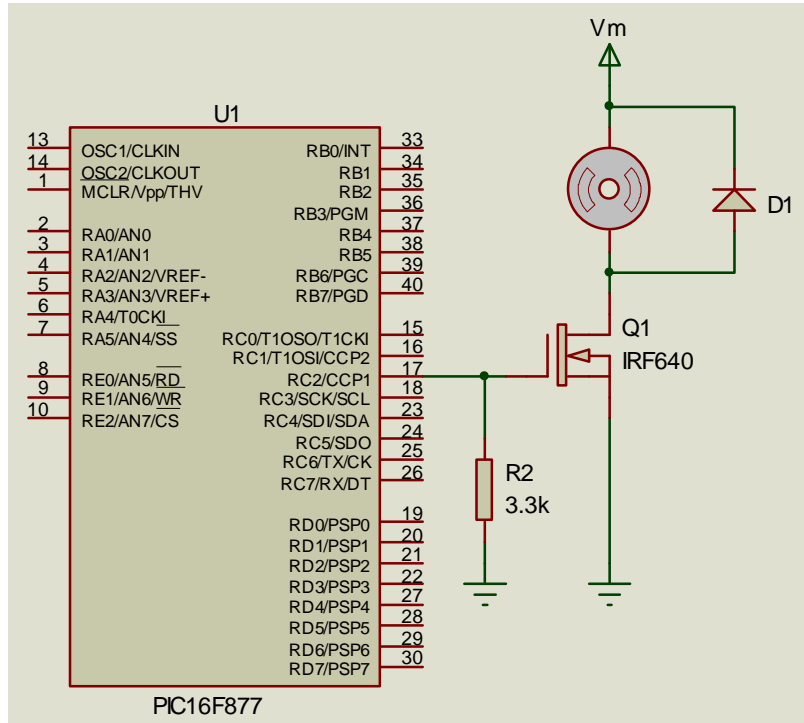 Vm
U1
13 OSC1/CLKIN RB0/INT 33
14 OSC2/CLKOUT RB1 34
1 MCLR/Vpp/THV RB2 35
RB3/PGM 36
2 RA0/AN0 RB4 37
3 RA1/AN1 RB5 38
4 RA2/AN2/VREF- RB6/PGC 39
5 RA3/AN3/VREF+ RB7/PGD 40
6 RA4/T0CKI
7 RA5/AN4/SS RC0/T1OSO/T1CKI 15
RC1/T1OSI/CCP2 16
8 RE0/AN5/RD RC2/CCP1 17
9 RE1/AN6/WR RC3/SCK/SCL 18
10 RE2/AN7/CS RC4/SDI/SDA 23
RC5/SDO 24
RC6/TX/CK 25
RC7/RX/DT 26
RD0/PSP0 19
RD1/PSP1 20
RD2/PSP2 21
RD3/PSP3 22
RD4/PSP4 27
RD5/PSP5 28
RD6/PSP6 29
RD7/PSP7 30
PIC16F877
D1
Q1
IRF640
R2
3.3k